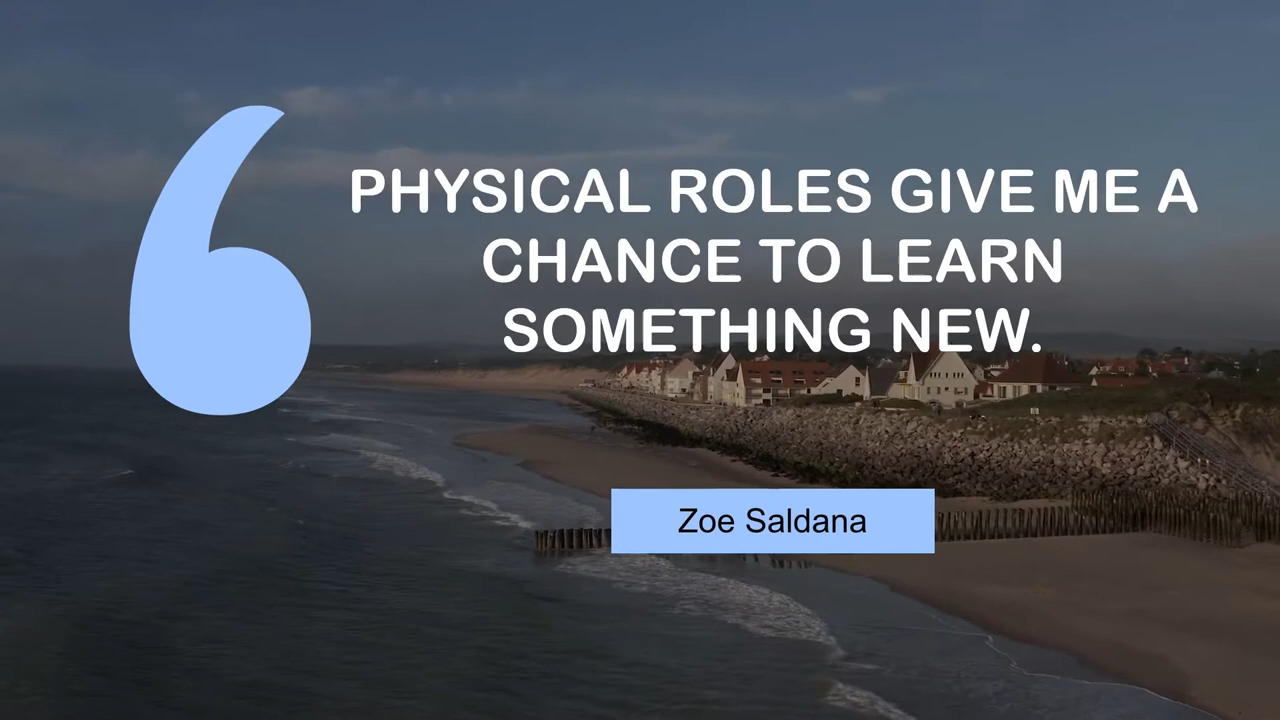 PHYSICAL ROLES GIVE ME A
CHANCE TO LEARN
SOMETHING NEW.
Zoe Saldana